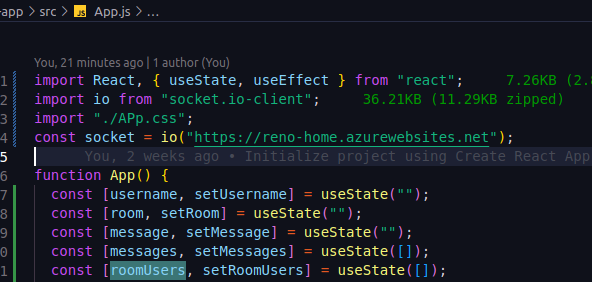 -app > src > JS App.js > ...
You, 21 minutes ago | 1 author (You)
1 import React, { useState, useEffect } from "react"; 7.26KB (2.8
2 import io from "socket.io-client"; 36.21KB (11.29KB zipped)
3 import "./APp.css";
4 const socket = io("https://reno-home.azurewebsites.net");
5 You, 2 weeks ago • Initialize project using Create React App
6 function App() {
7 const [username, setUsername] = useState("");
8 const [room, setRoom] = useState("");
9 const [message, setMessage] = useState("");
0 const [messages, setMessages] = useState([]);
1 const [roomUsers, setRoomUsers] = useState([]);